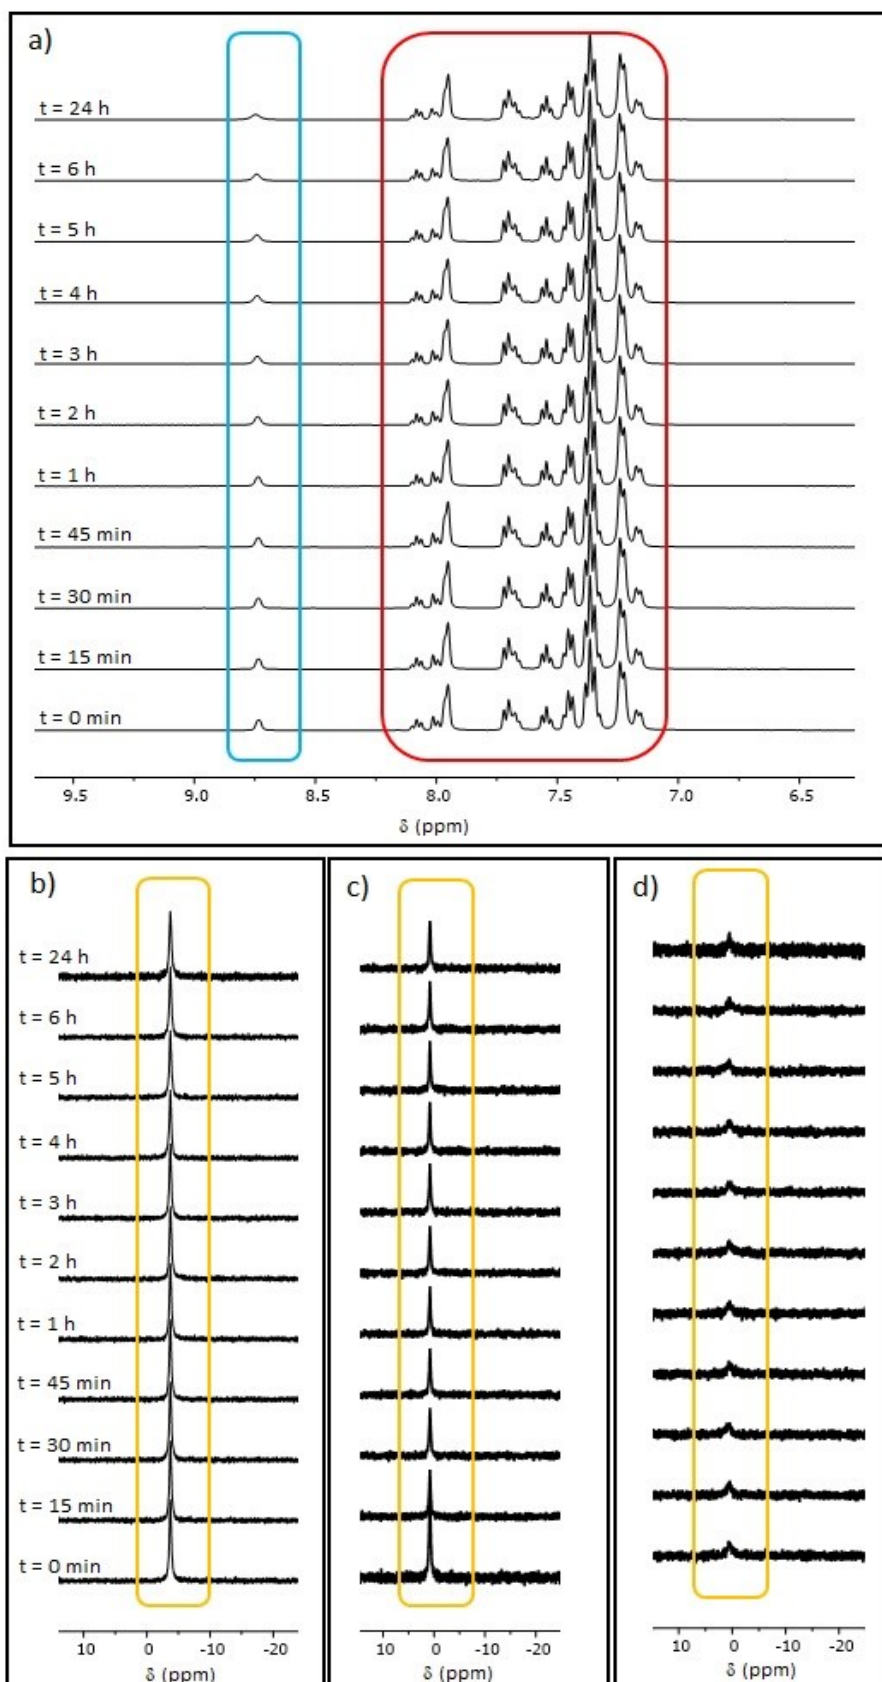 a)
t = 24 h
t = 6 h
t = 5 h
t = 4 h
t = 3 h
t = 2 h
t = 1 h
t = 45 min
t = 30 min
t = 15 min
t = 0 min
9.5 9.0 8.5 8.0 7.5 7.0 6.5
δ (ppm)
b)
t = 24 h
t = 6 h
t = 5 h
t = 4 h
t = 3 h
t = 2 h
t = 1 h
t = 45 min
t = 30 min
t = 15 min
t = 0 min
10 0 -10 -20
δ (ppm)
c)
10 0 -10 -20
δ (ppm)
d)
10 0 -10 -20
δ (ppm)